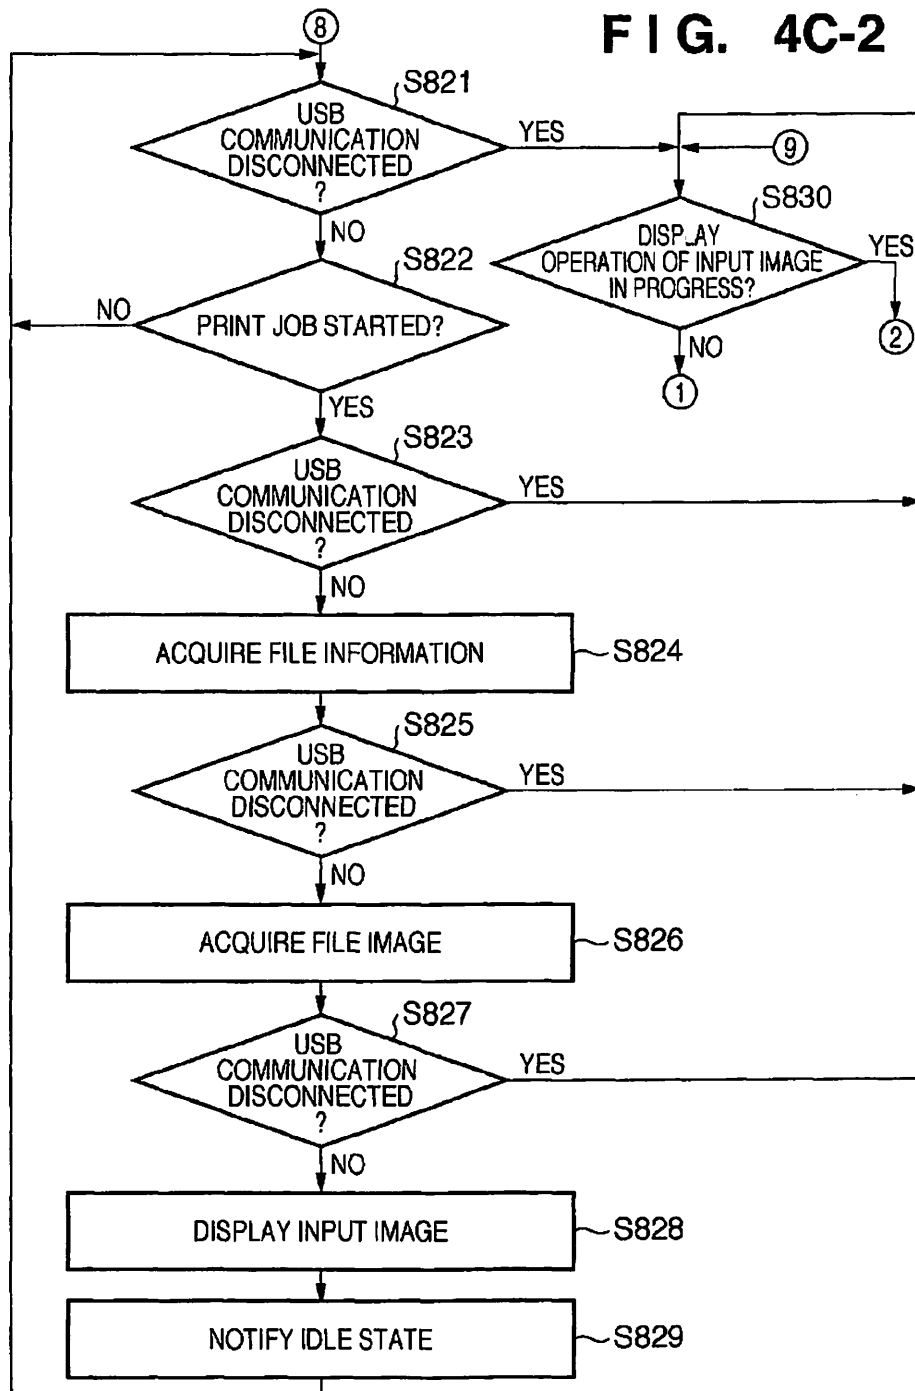 FIG. 4C-2
8
S821
USB
COMMUNICATION
DISCONNECTED
?
YES
NO
9
S830
DISPLAY
OPERATION OF INPUT IMAGE
IN PROGRESS?
YES
2
NO
1
S822
PRINT JOB STARTED?
NO
YES
S823
USB
COMMUNICATION
DISCONNECTED
?
YES
NO
ACQUIRE FILE INFORMATION
S824
S825
USB
COMMUNICATION
DISCONNECTED
?
YES
NO
ACQUIRE FILE IMAGE
S826
S827
USB
COMMUNICATION
DISCONNECTED
?
YES
NO
DISPLAY INPUT IMAGE
S828
NOTIFY IDLE STATE
S829